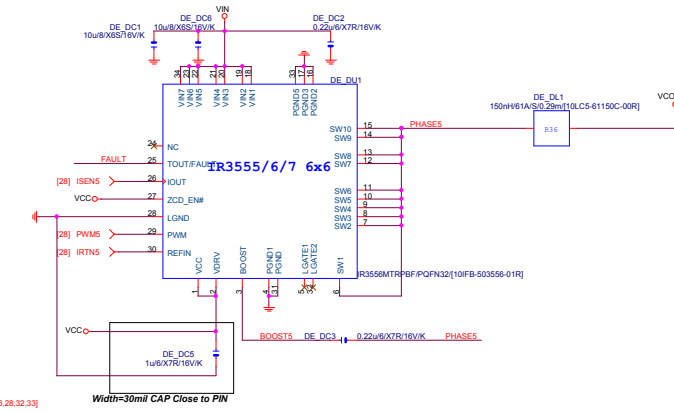 VIN
DE_DC1
10u/8/X6S/16V/K
DE_DC6
10u/8/X6S/16V/K
DE_DC2
0.22u/6/X7R/16V/K
34 23 22 21 20 19 18 33 17 16
VIN7 VIN6 VIN5 VIN4 VIN3 VIN2 VIN1 PGND5 PGND3 PGND2
DE_DU1
DE_DL1
150nH/61A/S/0.29m/[10LC5-61150C-00R]
VCO
R36
PHASE5
15 SW10
14 SW9
13 SW8
12 SW7
11 SW6
10 SW5
9 SW4
8 SW3
7 SW2
24 NC
FAULT 25 TOUT/FAULT
IR3555/6/7 6x6
[28] ISEN5 26 IOUT
VCC 27 ZCD_EN#
28 LGND
[28] PWM5 29 PWM
[28] IRTN5 30 REFIN
VCC VDRV BOOST PGND1 PGND LGATE1 LGATE2 SW1
1 2 3 4 31 5 32 6
IR3556MTRPBF/PQFN32/[10IFB-503556-01R]
VCC
BOOST5 DE_DC3 0.22u/6/X7R/16V/K PHASE5
DE_DC5
1u/6/X7R/16V/K
Width=30mil CAP Close to PIN
,28,32,33]